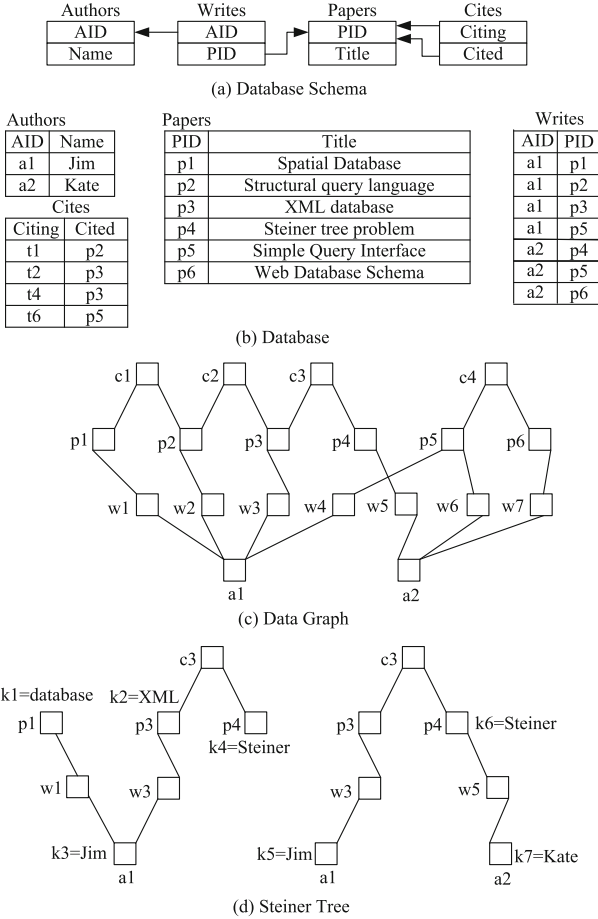 Authors Writes Papers Cites
AID AID PID Citing
Name PID Title Cited
(a) Database Schema
Authors
AID Name
a1 Jim
a2 Kate
Cites
Citing Cited
t1 p2
t2 p3
t4 p3
t6 p5
Papers
PID Title
p1 Spatial Database
p2 Structural query language
p3 XML database
p4 Steiner tree problem
p5 Simple Query Interface
p6 Web Database Schema
Writes
AID PID
a1 p1
a1 p2
a1 p3
a1 p5
a2 p4
a2 p5
a2 p6
(b) Database
c1 c2 c3 c4
p1 p2 p3 p4 p5 p6
w1 w2 w3 w4 w5 w6 w7
a1 a2
(c) Data Graph
c3 c3
k1=database k2=XML
p1 p3 p4 p3 p4 k6=Steiner
k4=Steiner
w1 w3 w3 w5
k3=Jim k5=Jim k7=Kate
a1 a1 a2
(d) Steiner Tree